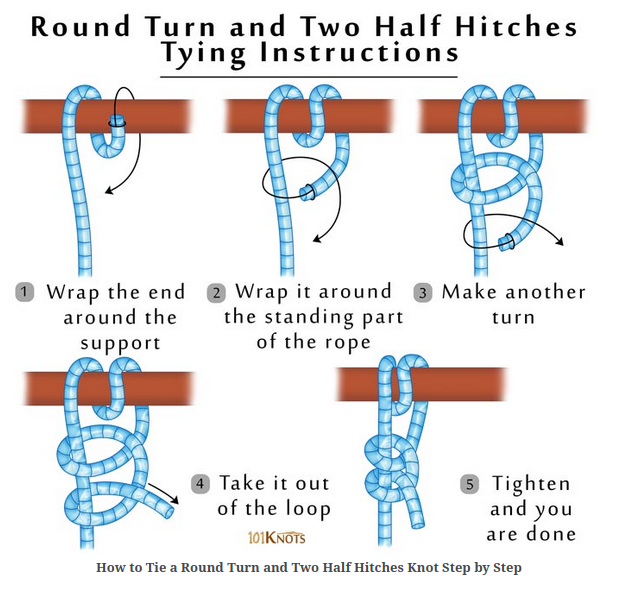 Round Turn and Two Half Hitches
Tying Instructions
1 Wrap the end
around the
support
2 Wrap it around
the standing part
of the rope
3 Make another
turn
4 Take it out
of the loop
101KNOTS
5 Tighten
and you
are done
How to Tie a Round Turn and Two Half Hitches Knot Step by Step